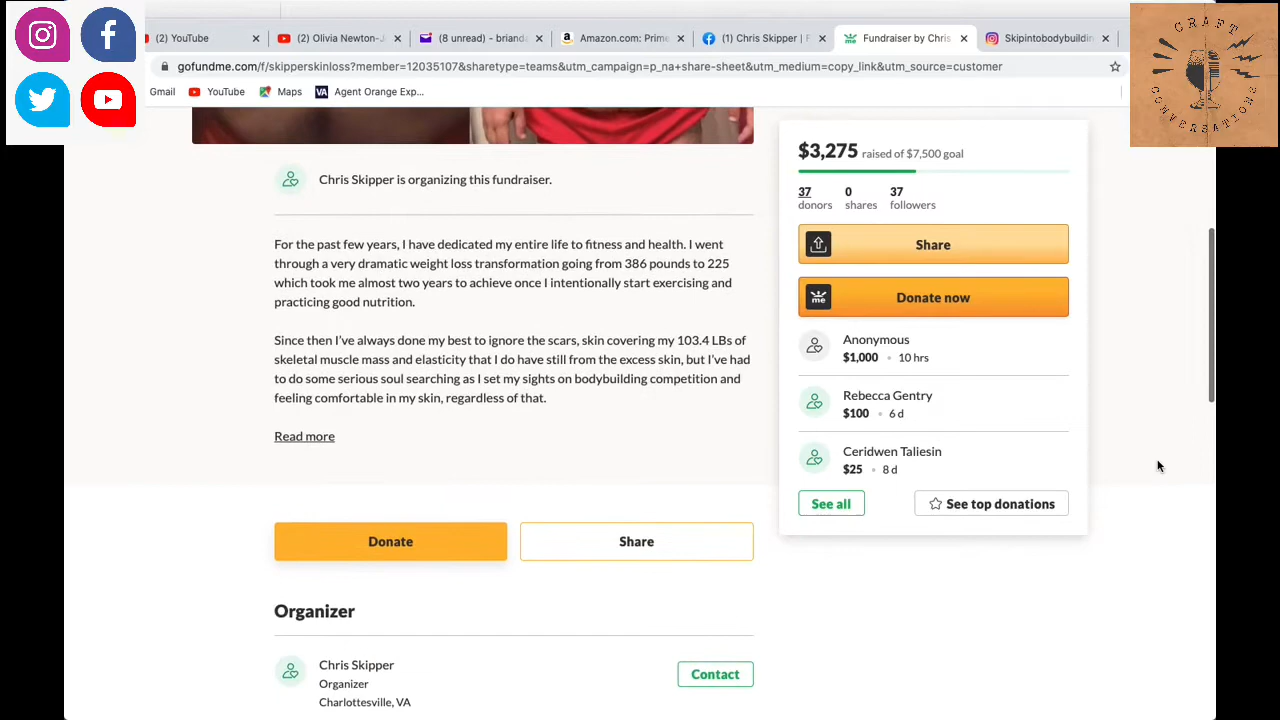 (2) YouTube
(2) Olivia Newton-J
(8 unread) - brianda
Amazon.com: Prime
(1) Chris Skipper | F
Fundraiser by Chris
Skipintobodybuildin
gofundme.com/f/skipperskinloss?member=12035107&sharetype=teams&utm_campaign=p_na+share-sheet&utm_medium=copy_link&utm_source=customer
Gmail
YouTube
Maps
VA
Agent Orange Exp...
CRAFT
CONVERSATIONS
Chris Skipper is organizing this fundraiser.
For the past few years, I have dedicated my entire life to fitness and health. I went
through a very dramatic weight loss transformation going from 386 pounds to 225
which took me almost two years to achieve once I intentionally start exercising and
practicing good nutrition.
Since then I've always done my best to ignore the scars, skin covering my 103.4 LBs of
skeletal muscle mass and elasticity that I do have still from the excess skin, but I've had
to do some serious soul searching as I set my sights on bodybuilding competition and
feeling comfortable in my skin, regardless of that.
Read more
Donate
Share
Organizer
Chris Skipper
Organizer
Charlottesville, VA
Contact
$3,275 raised of $7,500 goal
37
donors
0
shares
37
followers
Share
me
Donate now
Anonymous
$1,000 • 10 hrs
Rebecca Gentry
$100 • 6 d
Ceridwen Taliesin
$25 • 8 d
See all
See top donations